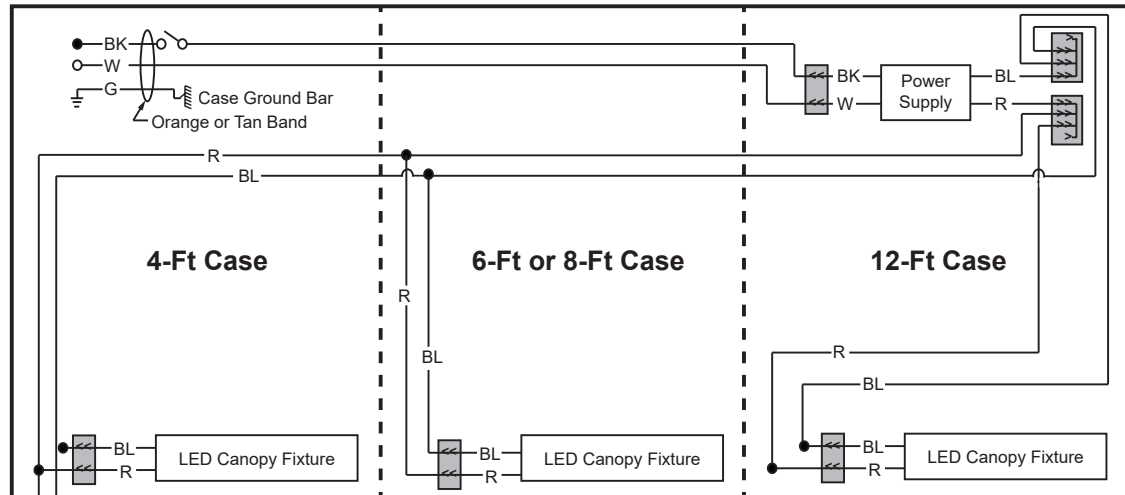 BK
W
G
Case Ground Bar
Orange or Tan Band
BK
W
Power
Supply
BL
R
R
BL
4-Ft Case
6-Ft or 8-Ft Case
12-Ft Case
R
BL
R
BL
BL
R
LED Canopy Fixture
BL
R
LED Canopy Fixture
BL
R
LED Canopy Fixture